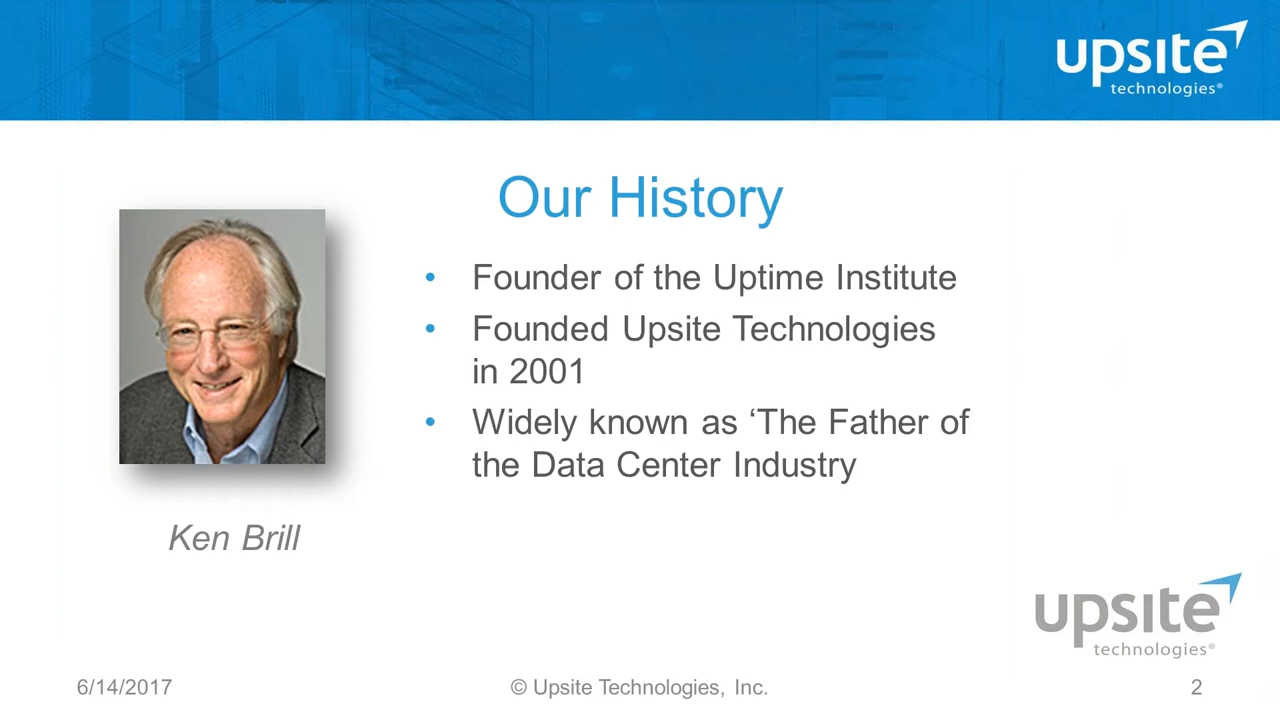 upsite
technologies®
Our History
• Founder of the Uptime Institute
• Founded Upsite Technologies
in 2001
• Widely known as ‘The Father of
the Data Center Industry
Ken Brill
upsite
technologies®
6/14/2017
© Upsite Technologies, Inc.
2